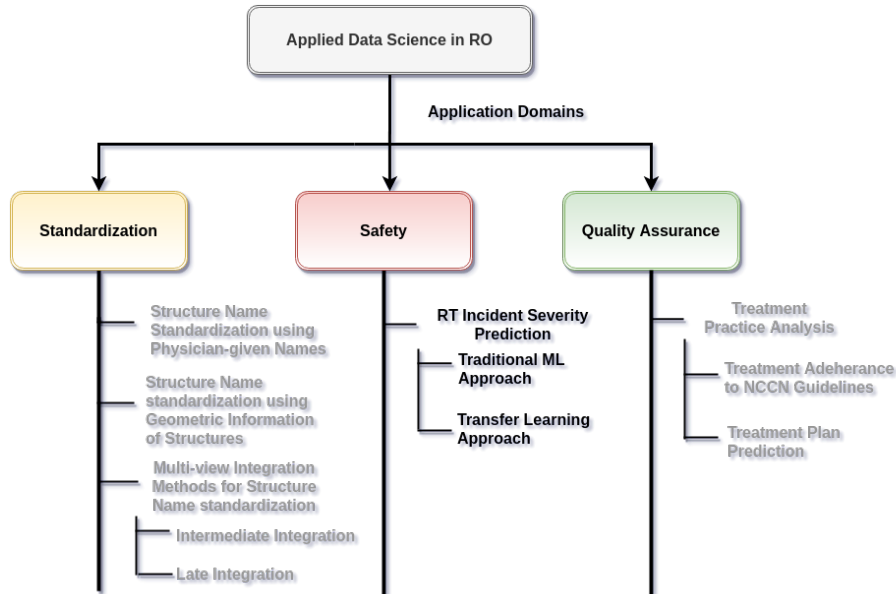 Applied Data Science in RO
Application Domains
Standardization
Safety
Quality Assurance
Structure Name
Standardization using
Physician-given Names
Structure Name
standardization using
Geometric Information
of Structures
Multi-view Integration
Methods for Structure
Name standardization
Intermediate Integration
Late Integration
RT Incident Severity
Prediction
Traditional ML
Approach
Transfer Learning
Approach
Treatment
Practice Analysis
Treatment Adeherance
to NCCN Guidelines
Treatment Plan
Prediction